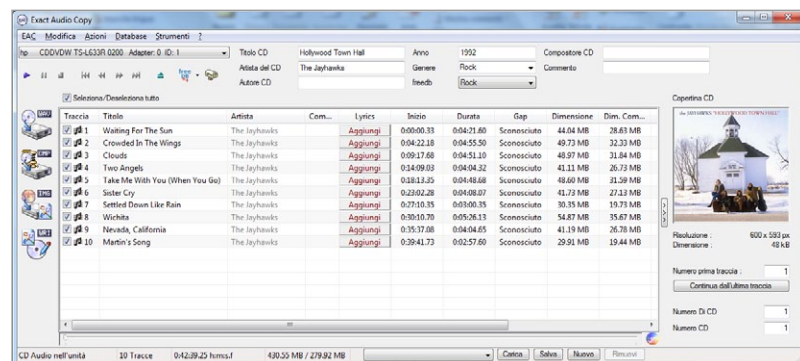 Exact Audio Copy
EAC Modifica Azioni Database Strumenti ?
hp CDDVDW TS-L633R 0200 Adapter: 0 ID: 1
Titolo CD Hollywood Town Hall Anno 1992 Compositore CD
Artista del CD The Jayhawks Genere Rock Commento
Autore CD freedb Rock
Seleziona/Deseleziona tutto
Copertina CD
Traccia Titolo Artista Com... Lyrics Inizio Durata Gap Dimensione Dim. Com...
1 Waiting For The Sun The Jayhawks Aggiungi 0:00:00.33 0:04:21.60 Sconosciuto 44.04 MB 28.63 MB
2 Crowded In The Wings The Jayhawks Aggiungi 0:04:22.18 0:04:55.50 Sconosciuto 49.73 MB 32.33 MB
3 Clouds The Jayhawks Aggiungi 0:09:17.68 0:04:51.10 Sconosciuto 48.97 MB 31.84 MB
4 Two Angels The Jayhawks Aggiungi 0:14:09.03 0:04:04.32 Sconosciuto 41.11 MB 26.73 MB
5 Take Me With You (When You Go) The Jayhawks Aggiungi 0:18:13.35 0:04:48.68 Sconosciuto 48.60 MB 31.59 MB
6 Sister Cry The Jayhawks Aggiungi 0:23:02.28 0:04:08.07 Sconosciuto 41.73 MB 27.13 MB
7 Settled Down Like Rain The Jayhawks Aggiungi 0:27:10.35 0:03:00.35 Sconosciuto 30.35 MB 19.73 MB
8 Wichita The Jayhawks Aggiungi 0:30:10.70 0:05:26.13 Sconosciuto 54.87 MB 35.67 MB
9 Nevada, California The Jayhawks Aggiungi 0:35:37.08 0:04:04.65 Sconosciuto 41.19 MB 26.78 MB
10 Martin's Song The Jayhawks Aggiungi 0:39:41.73 0:02:57.60 Sconosciuto 29.91 MB 19.44 MB
WAV
CMP
IMG
the JAYHAWKS "HOLLYWOOD TOWN HALL"
Risoluzione : 600 x 593 px
Dimensione : 48 kB
Numero prima traccia : 1
Continua dall'ultima traccia
Numero Di CD 1
Numero CD 1
CD Audio nell'unità 10 Tracce 0:42:39.25 h:m:s.f 430.55 MB / 279.92 MB Carica Salva Nuovo Rimuovi